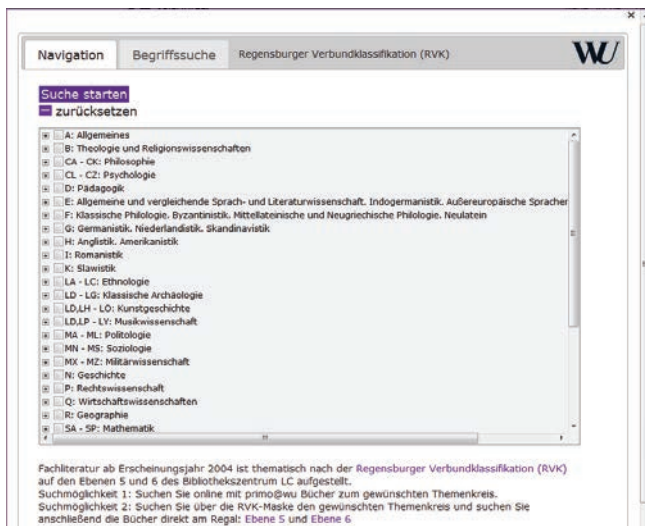 Navigation Begriffssuche Regensburger Verbundklassifikation (RVK) WU
Suche starten
zurücksetzen
A: Allgemeines
B: Theologie und Religionswissenschaften
CA - CK: Philosophie
CL - CZ: Psychologie
D: Pädagogik
E: Allgemeine und vergleichende Sprach- und Literaturwissenschaft. Indogermanistik. Außereuropäische Sprachen
F: Klassische Philologie. Byzantinistik. Mittellateinische und Neugriechische Philologie. Neulatein
G: Germanistik. Niederlandistik. Skandinavistik
H: Anglistik. Amerikanistik
I: Romanistik
K: Slawistik
LA - LC: Ethnologie
LD - LG: Klassische Archäologie
LD,LH - LO: Kunstgeschichte
LD,LP - LY: Musikwissenschaft
MA - ML: Politologie
MN - MS: Soziologie
MX - MZ: Militärwissenschaft
N: Geschichte
P: Rechtswissenschaft
Q: Wirtschaftswissenschaften
R: Geographie
SA - SP: Mathematik
Fachliteratur ab Erscheinungsjahr 2004 ist thematisch nach der Regensburger Verbundklassifikation (RVK)
auf den Ebenen 5 und 6 des Bibliothekszentrum LC aufgestellt.
Suchmöglichkeit 1: Suchen Sie online mit primo@wu Bücher zum gewünschten Themenkreis.
Suchmöglichkeit 2: Suchen Sie über die RVK-Maske den gewünschten Themenkreis und suchen Sie
anschließend die Bücher direkt am Regal: Ebene 5 und Ebene 6